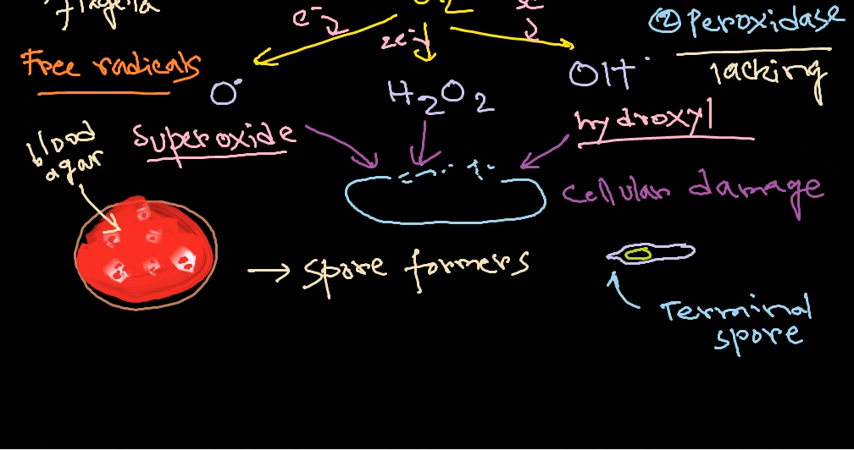 flagella
O2
e-
2e-
② Peroxidase
lacking
Free radicals
O•
H2O2
OH•
Superoxide
hydroxyl
blood
agar
Cellular damage
→ Spore formers
Terminal
spore